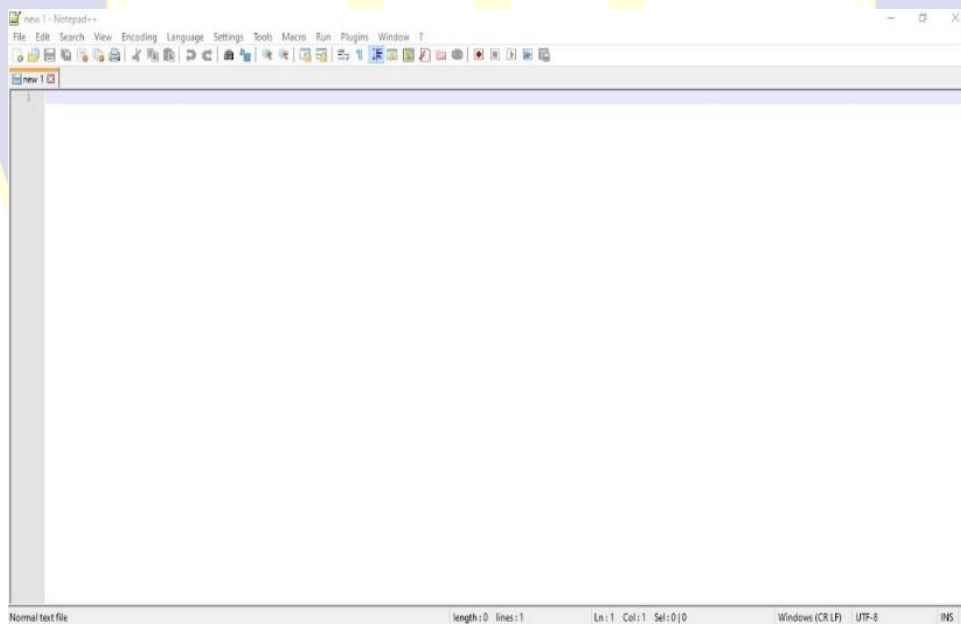 new 1 - Notepad++
File Edit Search View Encoding Language Settings Tools Macro Run Plugins Window ?
new 1
1
Normal text file length : 0 lines : 1 Ln : 1 Col : 1 Sel : 0 | 0 Windows (CR LF) UTF-8 INS